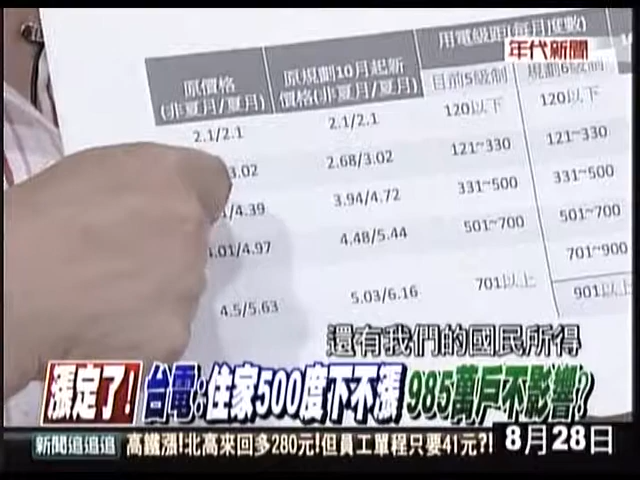 年代新聞
用電級距(每月度數)
原價格
(非夏月/夏月)
原規劃10月起新
價格(非夏月/夏月)
目前5級制
規劃6級制
2.1/2.1
2.1/2.1
120以下
120以下
3.02
2.68/3.02
121~330
121~330
/4.39
3.94/4.72
331~500
331~500
.01/4.97
4.48/5.44
501~700
501~700
701~900
4.5/5.63
5.03/6.16
701以上
901以上
還有我們的國民所得
漲定了! 台電:住家500度下不漲 985萬戶不影響?
新聞追追追 高鐵漲!北高來回多280元!但員工單程只要41元?! 8月28日